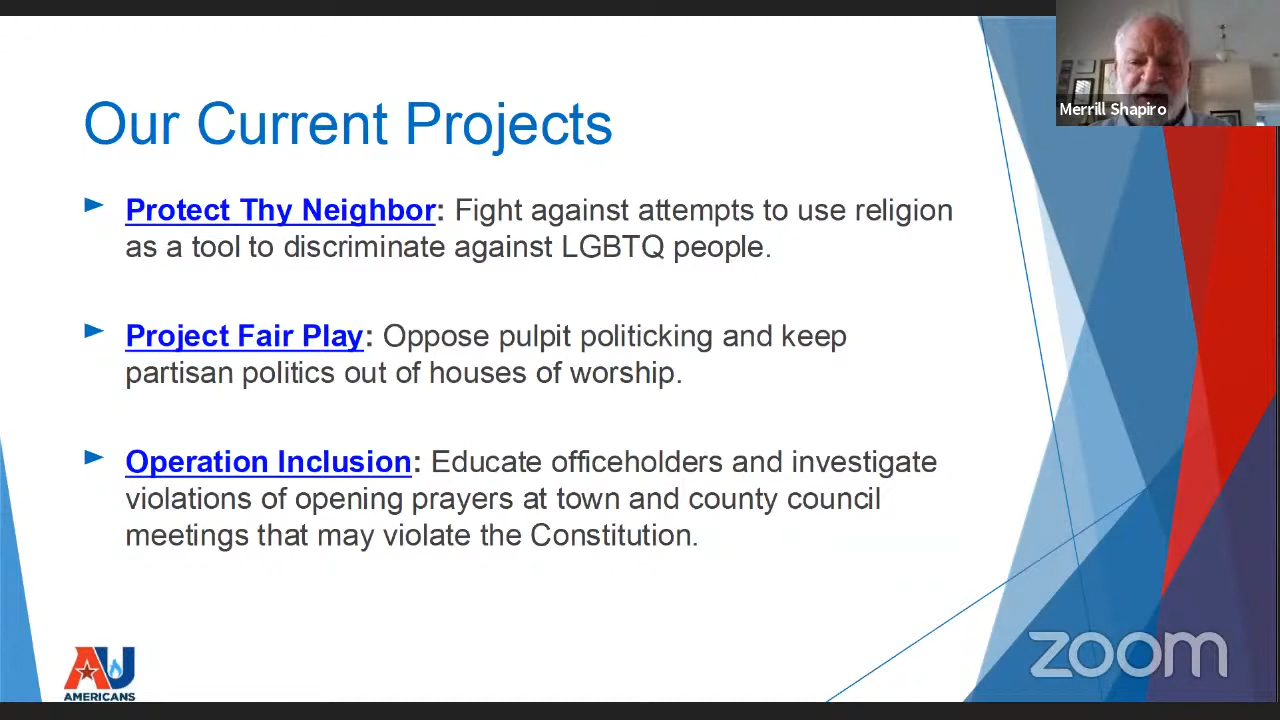 Merrill Shapiro
Our Current Projects
Protect Thy Neighbor: Fight against attempts to use religion
as a tool to discriminate against LGBTQ people.
Project Fair Play: Oppose pulpit politicking and keep
partisan politics out of houses of worship.
Operation Inclusion: Educate officeholders and investigate
violations of opening prayers at town and county council
meetings that may violate the Constitution.
AU
AMERICANS
zoom